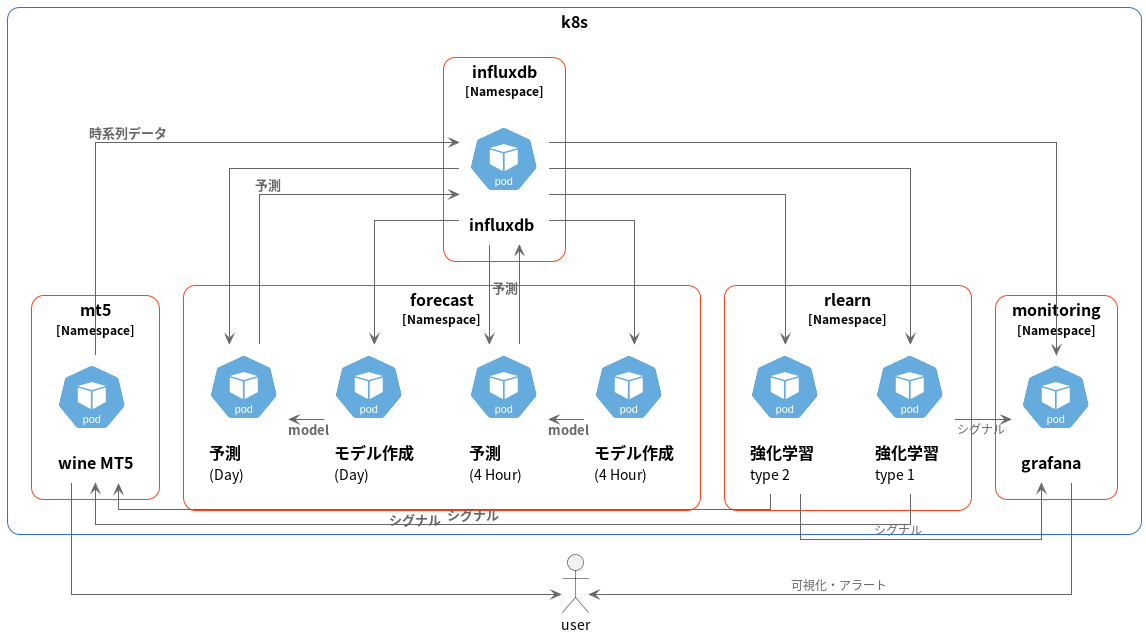 k8s
influxdb
[Namespace]
pod
influxdb
時系列データ
予測
予測
mt5
[Namespace]
pod
wine MT5
forecast
[Namespace]
pod
予測
(Day)
model
pod
モデル作成
(Day)
pod
予測
(4 Hour)
model
pod
モデル作成
(4 Hour)
rlearn
[Namespace]
pod
強化学習
type 2
pod
強化学習
type 1
シグナル
monitoring
[Namespace]
pod
grafana
シグナル
シグナル
シグナル
可視化・アラート
user